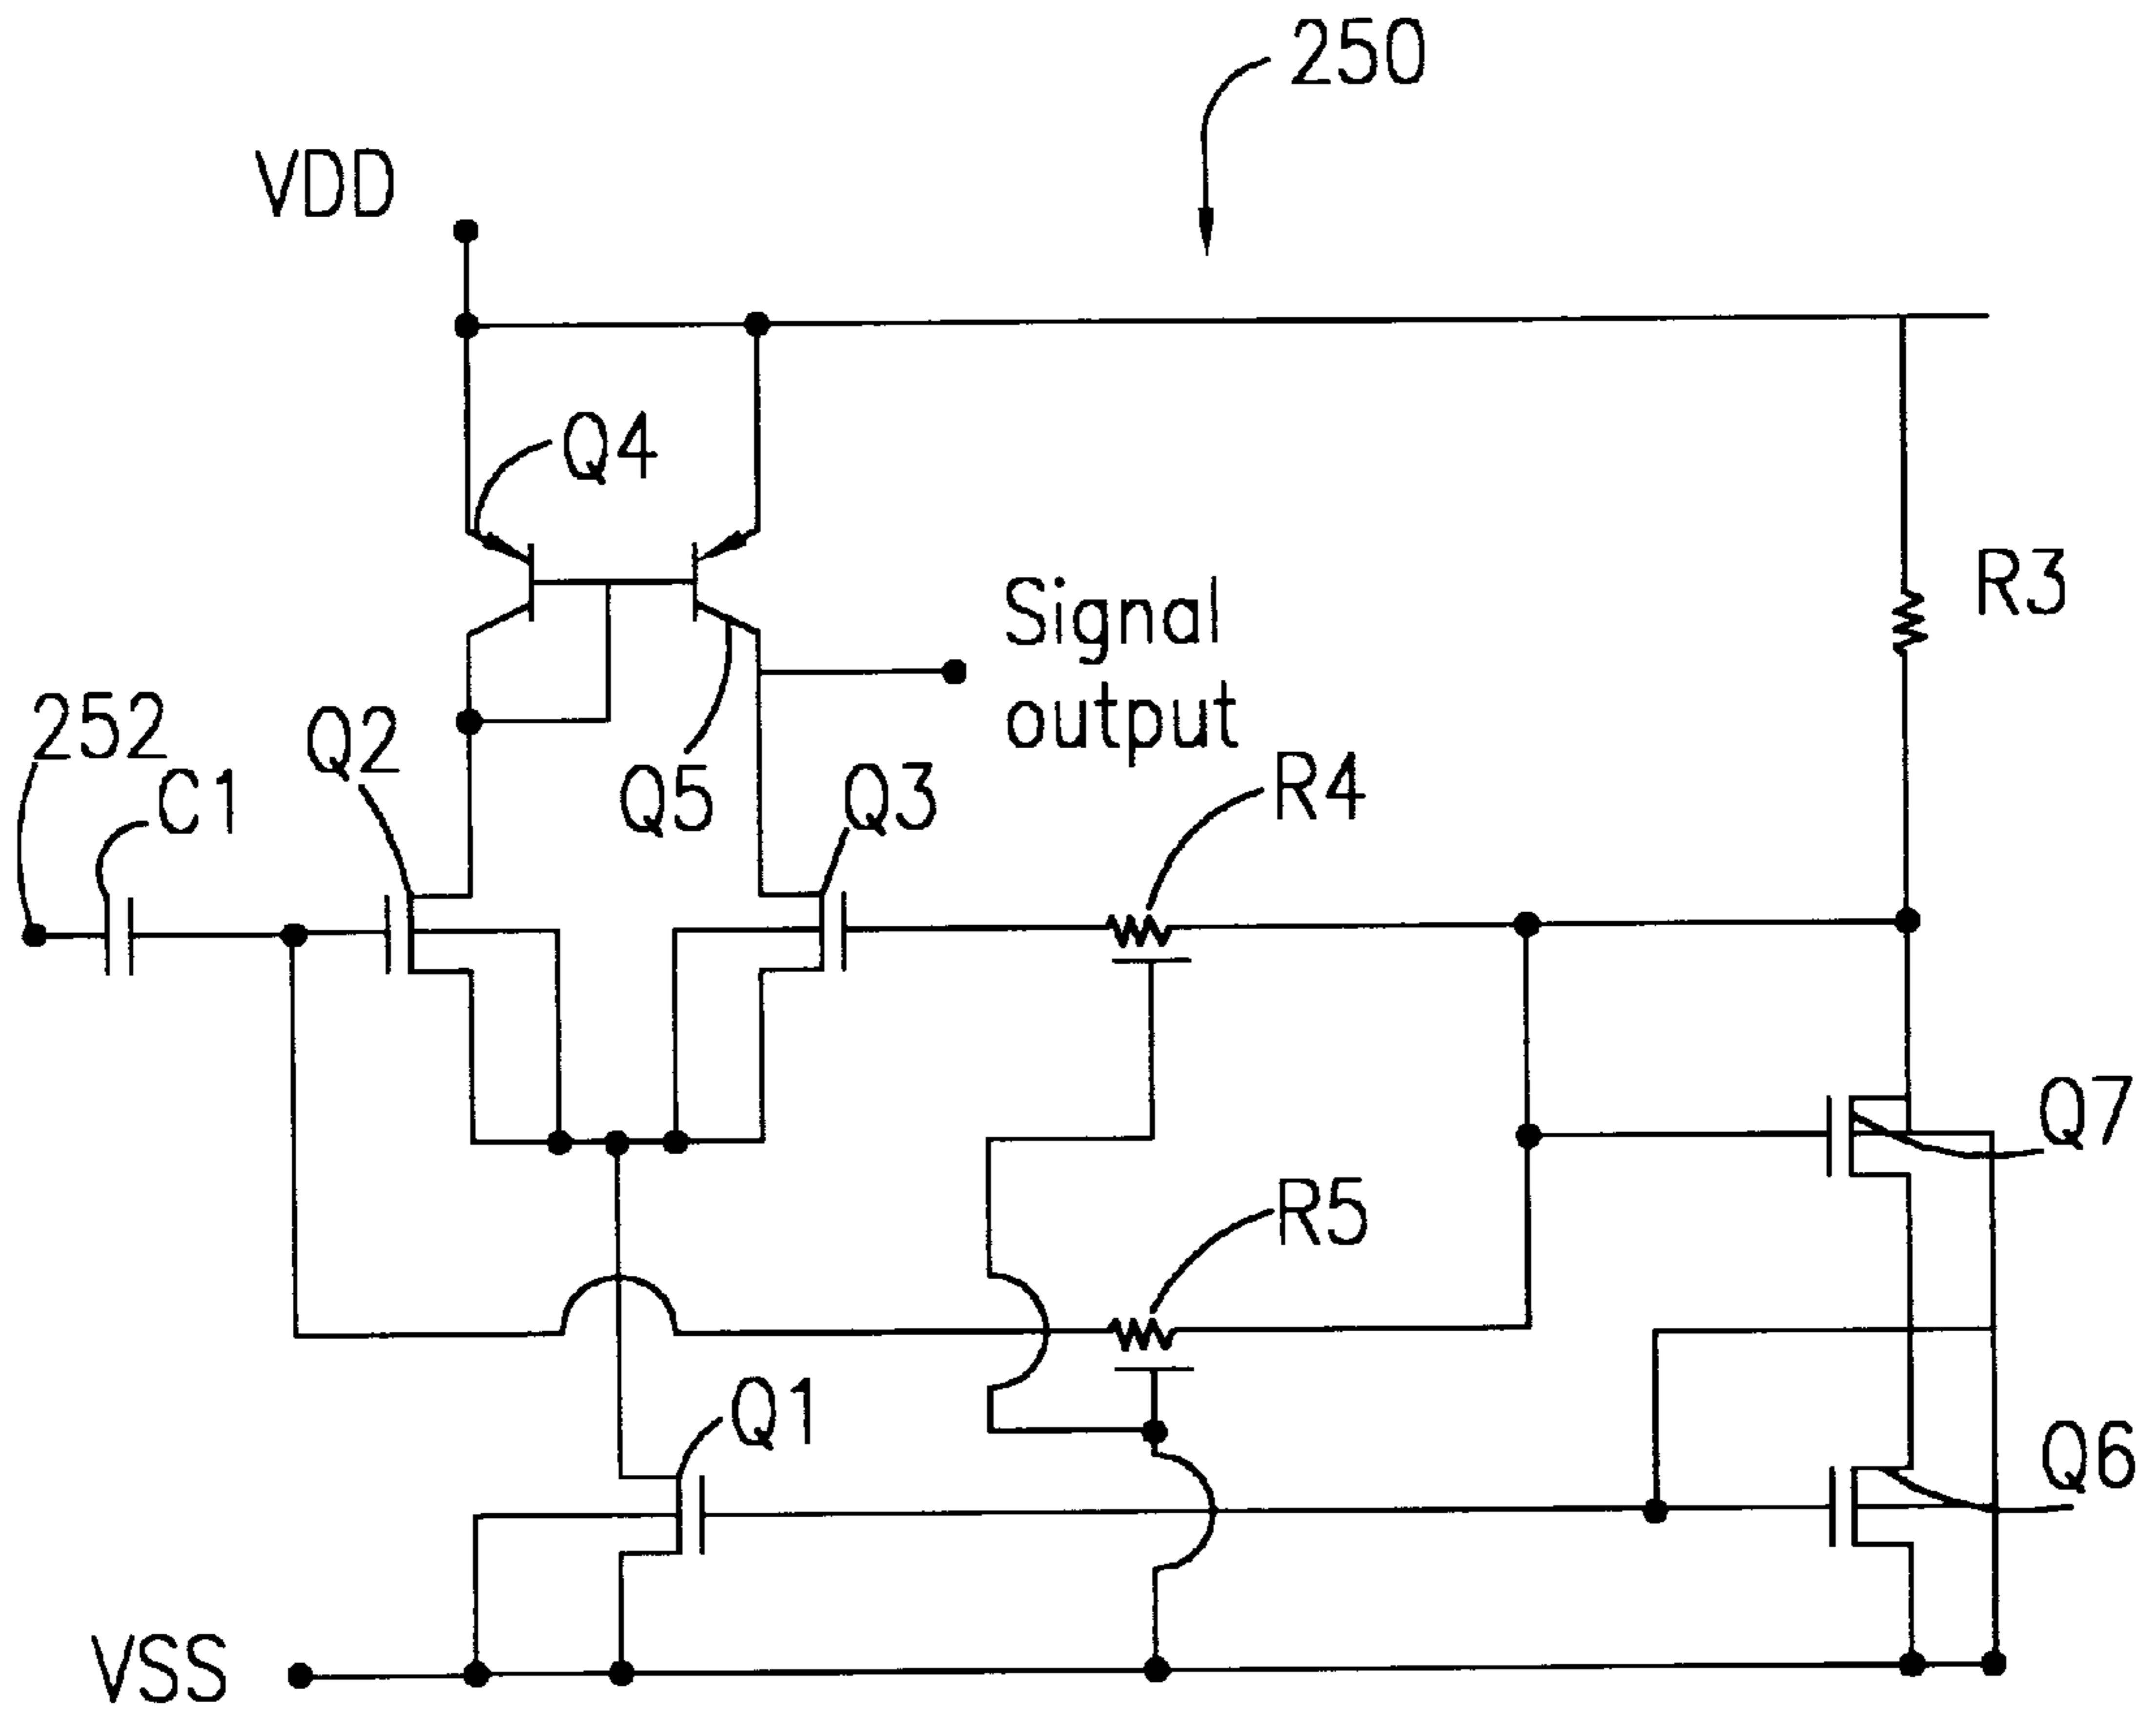 250
VDD
Q4
R3
Signal
output
252
Q2
C1
Q5
Q3
R4
Q7
R5
Q1
Q6
VSS